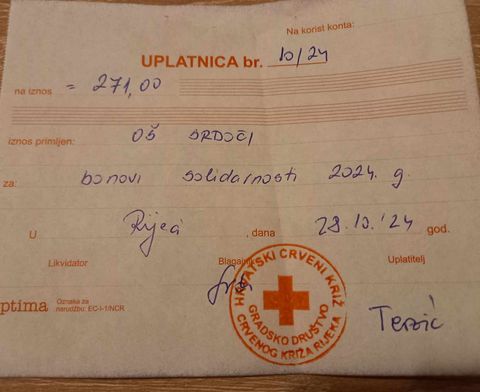 Na korist konta:
UPLATNICA br. 10/24
na iznos = 271,00
iznos primljen: OŠ SRDOČI
za: bonovi solidarnosti 2024. g.
U Rijeci, dana 28.10.'24 god.
Likvidator Blagajnik Uplatitelj
HRVATSKI CRVENI KRIŽ
GRADSKO DRUŠTVO
CRVENOG KRIŽA RIJEKA
Terzić
ptima Oznaka za
narudžbu: EC-I-1/NCR